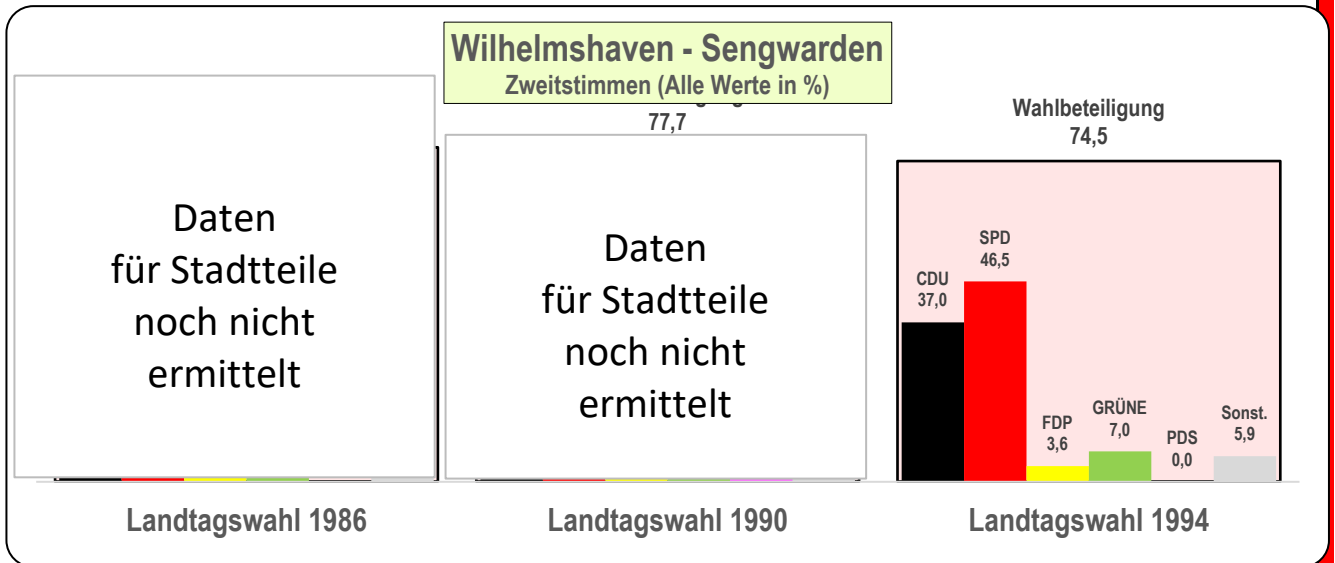 Wilhelmshaven - Sengwarden
Zweitstimmen (Alle Werte in %)
77,7
Wahlbeteiligung
74,5
Daten
für Stadtteile
noch nicht
ermittelt
Daten
für Stadtteile
noch nicht
ermittelt
CDU
37,0
SPD
46,5
FDP
3,6
GRÜNE
7,0
PDS
0,0
Sonst.
5,9
Landtagswahl 1986
Landtagswahl 1990
Landtagswahl 1994